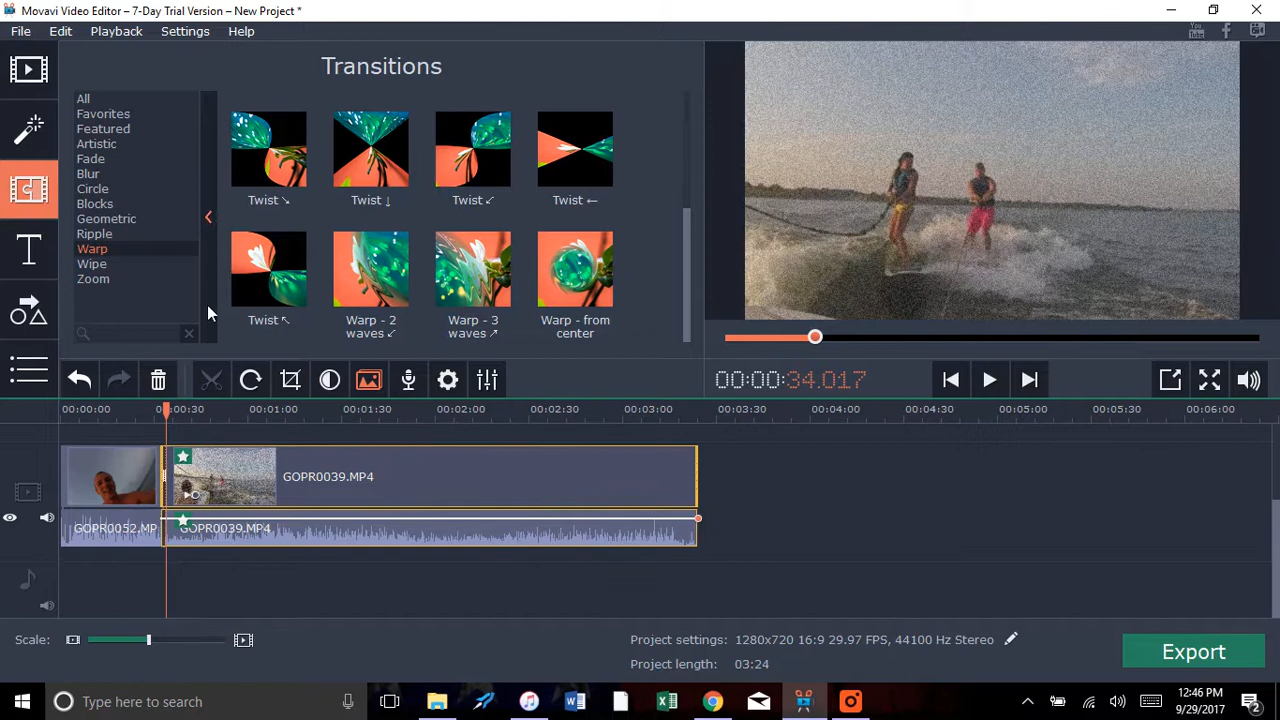 Movavi Video Editor – 7-Day Trial Version – New Project *
File Edit Playback Settings Help
Transitions
All
Favorites
Featured
Artistic
Fade
Blur
Circle
Blocks
Geometric
Ripple
Warp
Wipe
Zoom
Twist ↘ Twist ↓ Twist ↙ Twist ←
Twist ↖ Warp - 2 waves ↙ Warp - 3 waves ↗ Warp - from center
00:00:34.017
00:00:00 00:00:30 00:01:00 00:01:30 00:02:00 00:02:30 00:03:00 00:03:30 00:04:00 00:04:30 00:05:00 00:05:30 00:06:00
GOPR0039.MP4
GOPR0052.MP GOPR0039.MP4
Scale:
Project settings: 1280x720 16:9 29.97 FPS, 44100 Hz Stereo
Project length: 03:24
Export
Type here to search
12:46 PM
9/29/2017
2